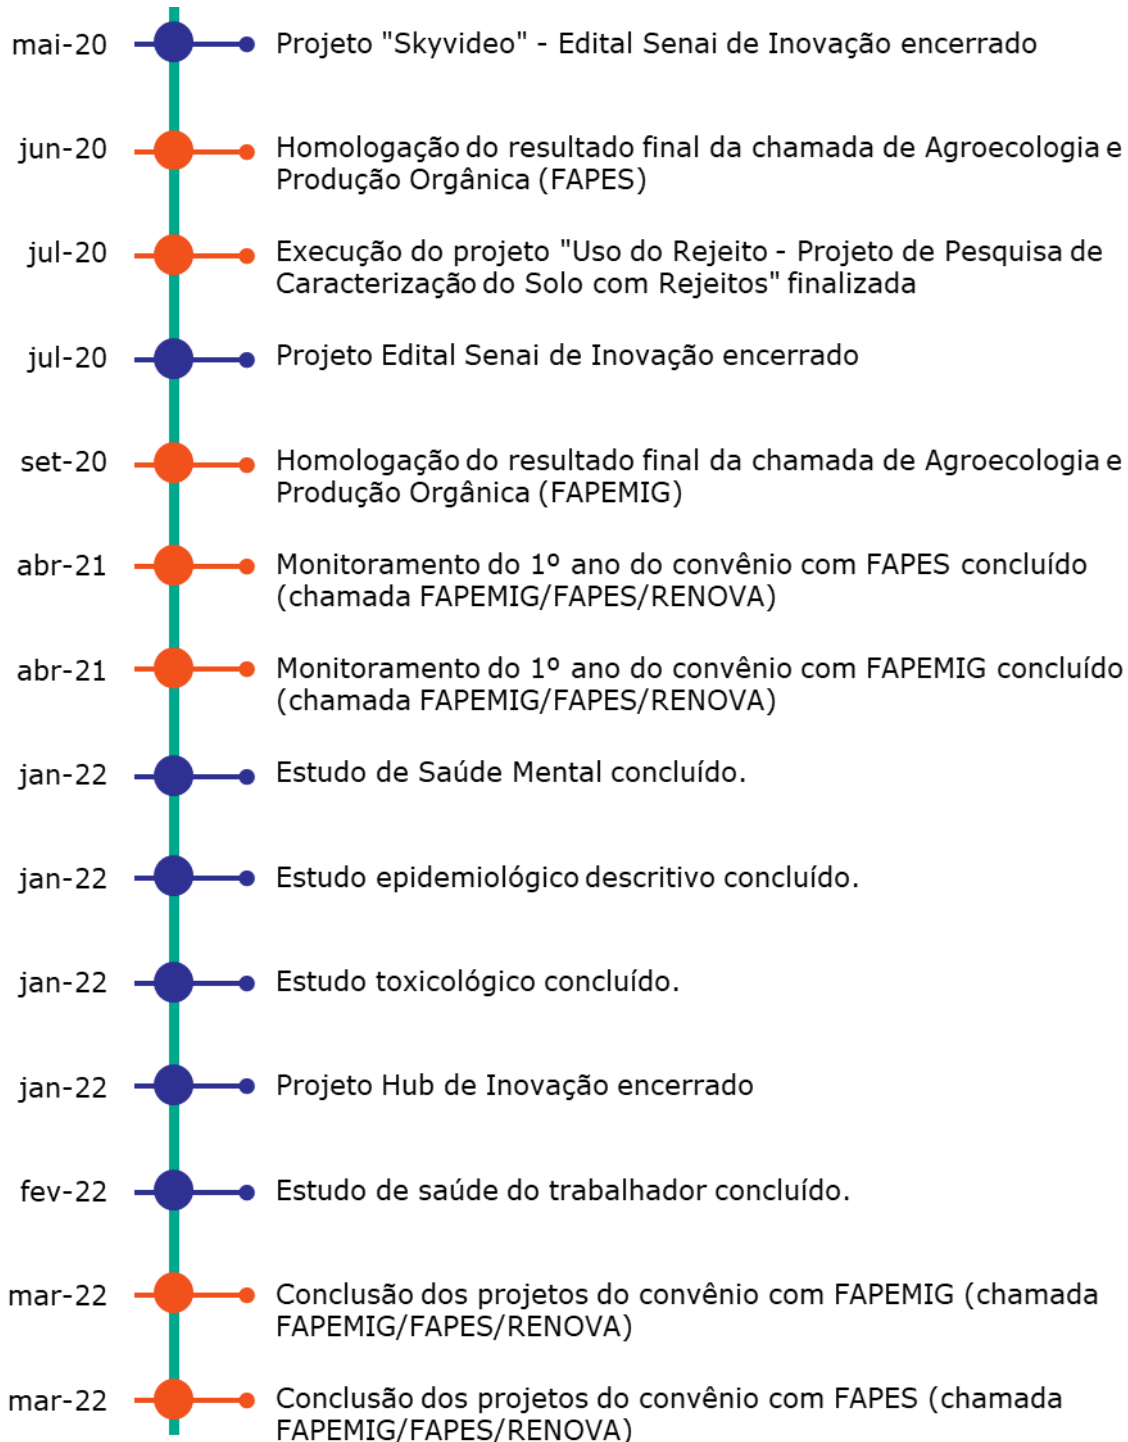 mai-20
Projeto "Skyvideo" - Edital Senai de Inovação encerrado
jun-20
Homologação do resultado final da chamada de Agroecologia e
Produção Orgânica (FAPES)
jul-20
Execução do projeto "Uso do Rejeito - Projeto de Pesquisa de
Caracterização do Solo com Rejeitos" finalizada
jul-20
Projeto Edital Senai de Inovação encerrado
set-20
Homologação do resultado final da chamada de Agroecologia e
Produção Orgânica (FAPEMIG)
abr-21
Monitoramento do 1º ano do convênio com FAPES concluído
(chamada FAPEMIG/FAPES/RENOVA)
abr-21
Monitoramento do 1º ano do convênio com FAPEMIG concluído
(chamada FAPEMIG/FAPES/RENOVA)
jan-22
Estudo de Saúde Mental concluído.
jan-22
Estudo epidemiológico descritivo concluído.
jan-22
Estudo toxicológico concluído.
jan-22
Projeto Hub de Inovação encerrado
fev-22
Estudo de saúde do trabalhador concluído.
mar-22
Conclusão dos projetos do convênio com FAPEMIG (chamada
FAPEMIG/FAPES/RENOVA)
mar-22
Conclusão dos projetos do convênio com FAPES (chamada
FAPEMIG/FAPES/RENOVA)